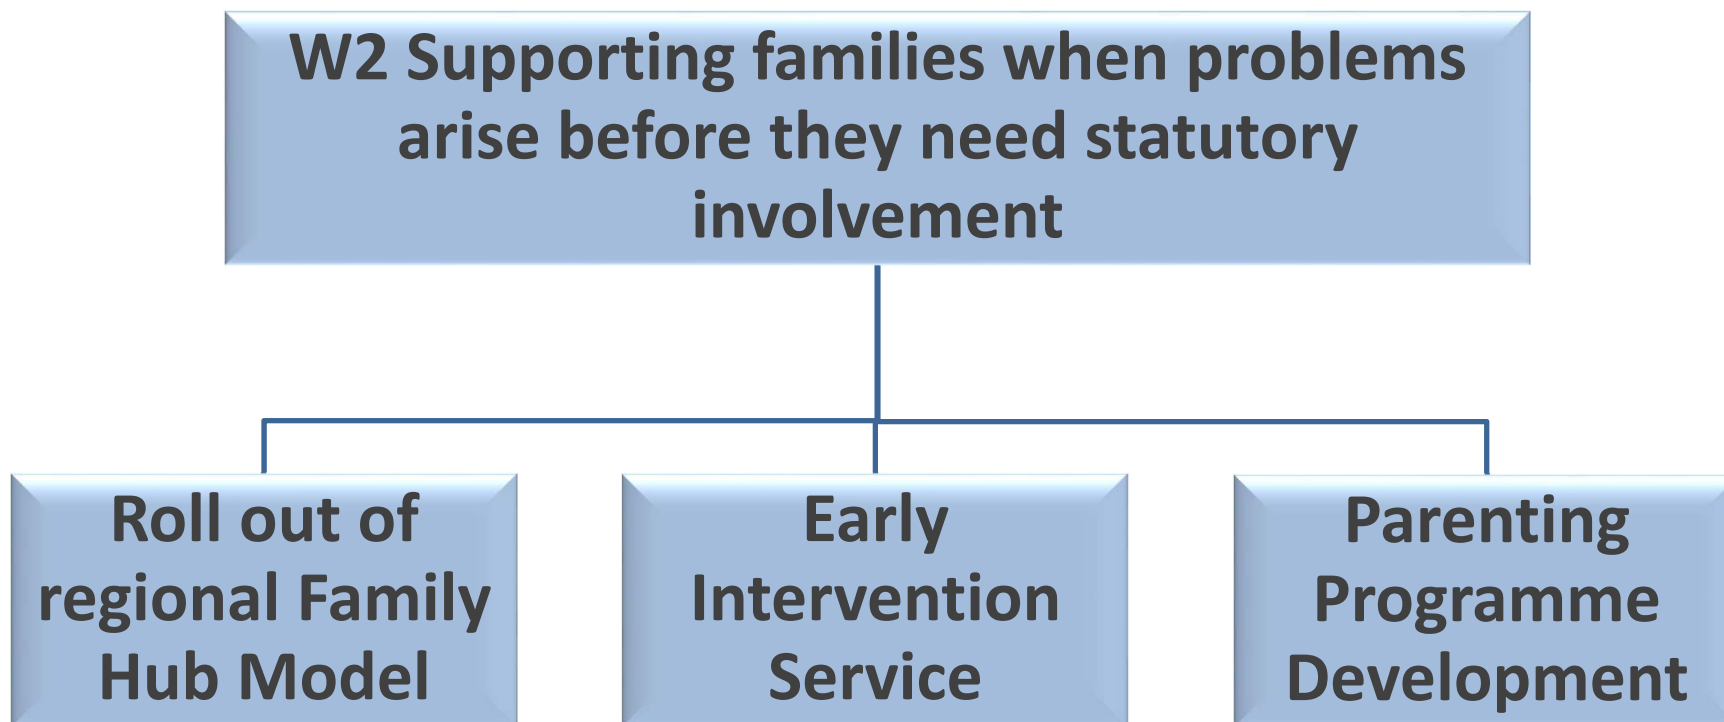 W2 Supporting families when problems
arise before they need statutory
involvement
Roll out of
regional Family
Hub Model
Early
Intervention
Service
Parenting
Programme
Development